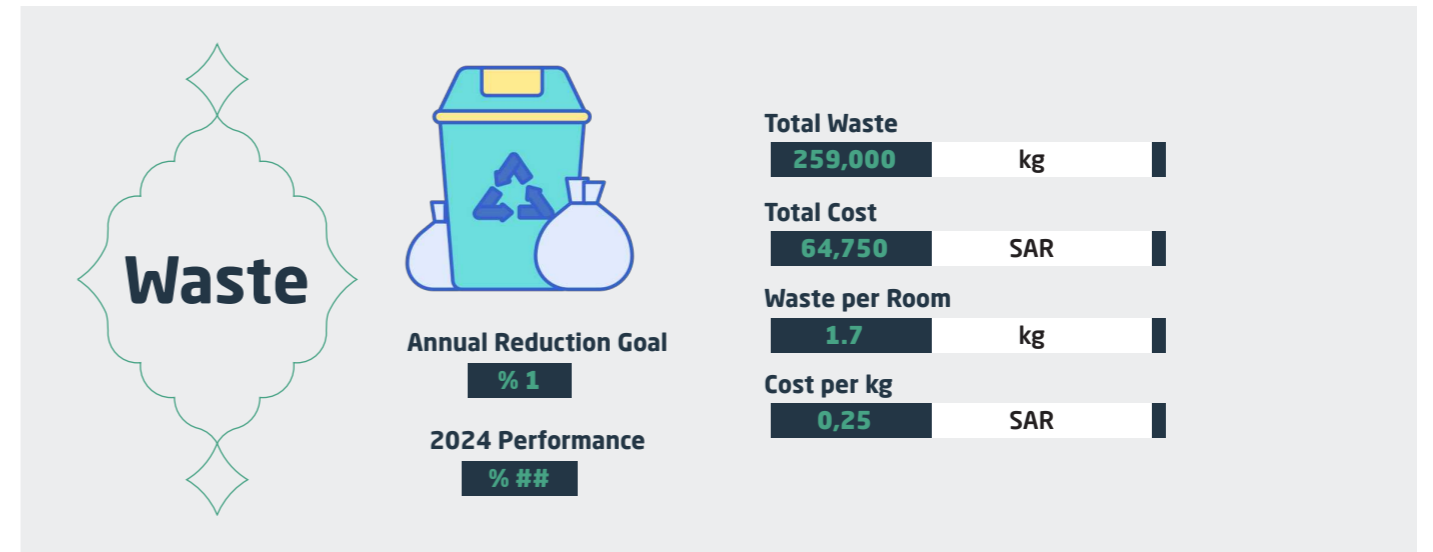 Waste
Annual Reduction Goal
% 1
2024 Performance
% ##
Total Waste
259,000 kg
Total Cost
64,750 SAR
Waste per Room
1.7 kg
Cost per kg
0,25 SAR